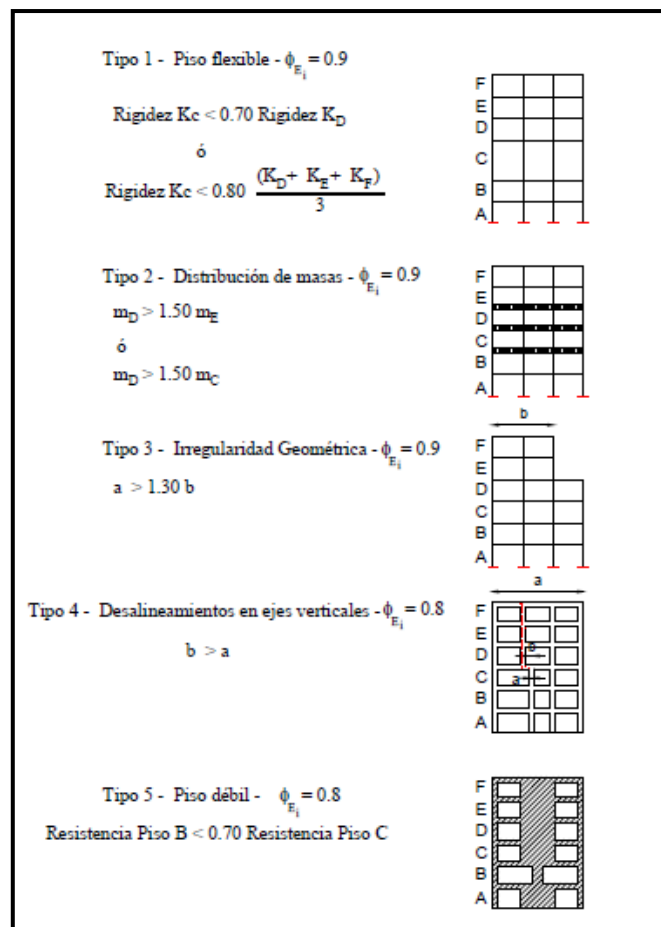 Tipo 1 - Piso flexible - ϕEi = 0.9
Rigidez Kc < 0.70 Rigidez KD
ó
Rigidez Kc < 0.80 (KD+ KE+ KF)
3
F
E
D
C
B
A
Tipo 2 - Distribución de masas - ϕEi = 0.9
mD > 1.50 mE
ó
mD > 1.50 mC
F
E
D
C
B
A
b
Tipo 3 - Irregularidad Geométrica - ϕEi = 0.9
a > 1.30 b
F
E
D
C
B
A
a
Tipo 4 - Desalineamientos en ejes verticales - ϕEi = 0.8
b > a
F
E
D
C
B
A
a
Tipo 5 - Piso débil - ϕEi = 0.8
Resistencia Piso B < 0.70 Resistencia Piso C
F
E
D
C
B
A